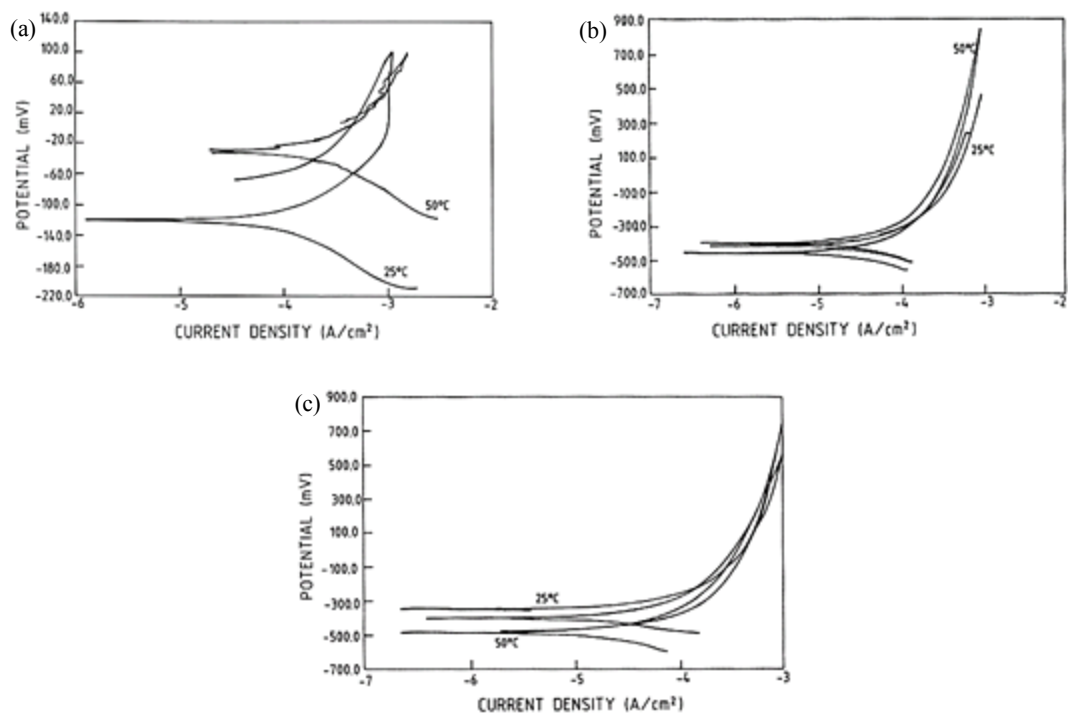 (a)
140.0
100.0
60.0
20.0
-20.0
-60.0
-100.0
-140.0
-180.0
-220.0
POTENTIAL (mV)
50°C
25°C
-6
-5
-4
-3
-2
CURRENT DENSITY (A/cm²)
(b)
900.0
700.0
500.0
300.0
100.0
-100.0
-300.0
-500.0
-700.0
POTENTIAL (mV)
50°C
25°C
-7
-6
-5
-4
-3
-2
CURRENT DENSITY (A/cm²)
(c)
900.0
700.0
500.0
300.0
100.0
-100.0
-300.0
-500.0
-700.0
POTENTIAL (mV)
25°C
50°C
-7
-6
-5
-4
-3
CURRENT DENSITY (A/cm²)